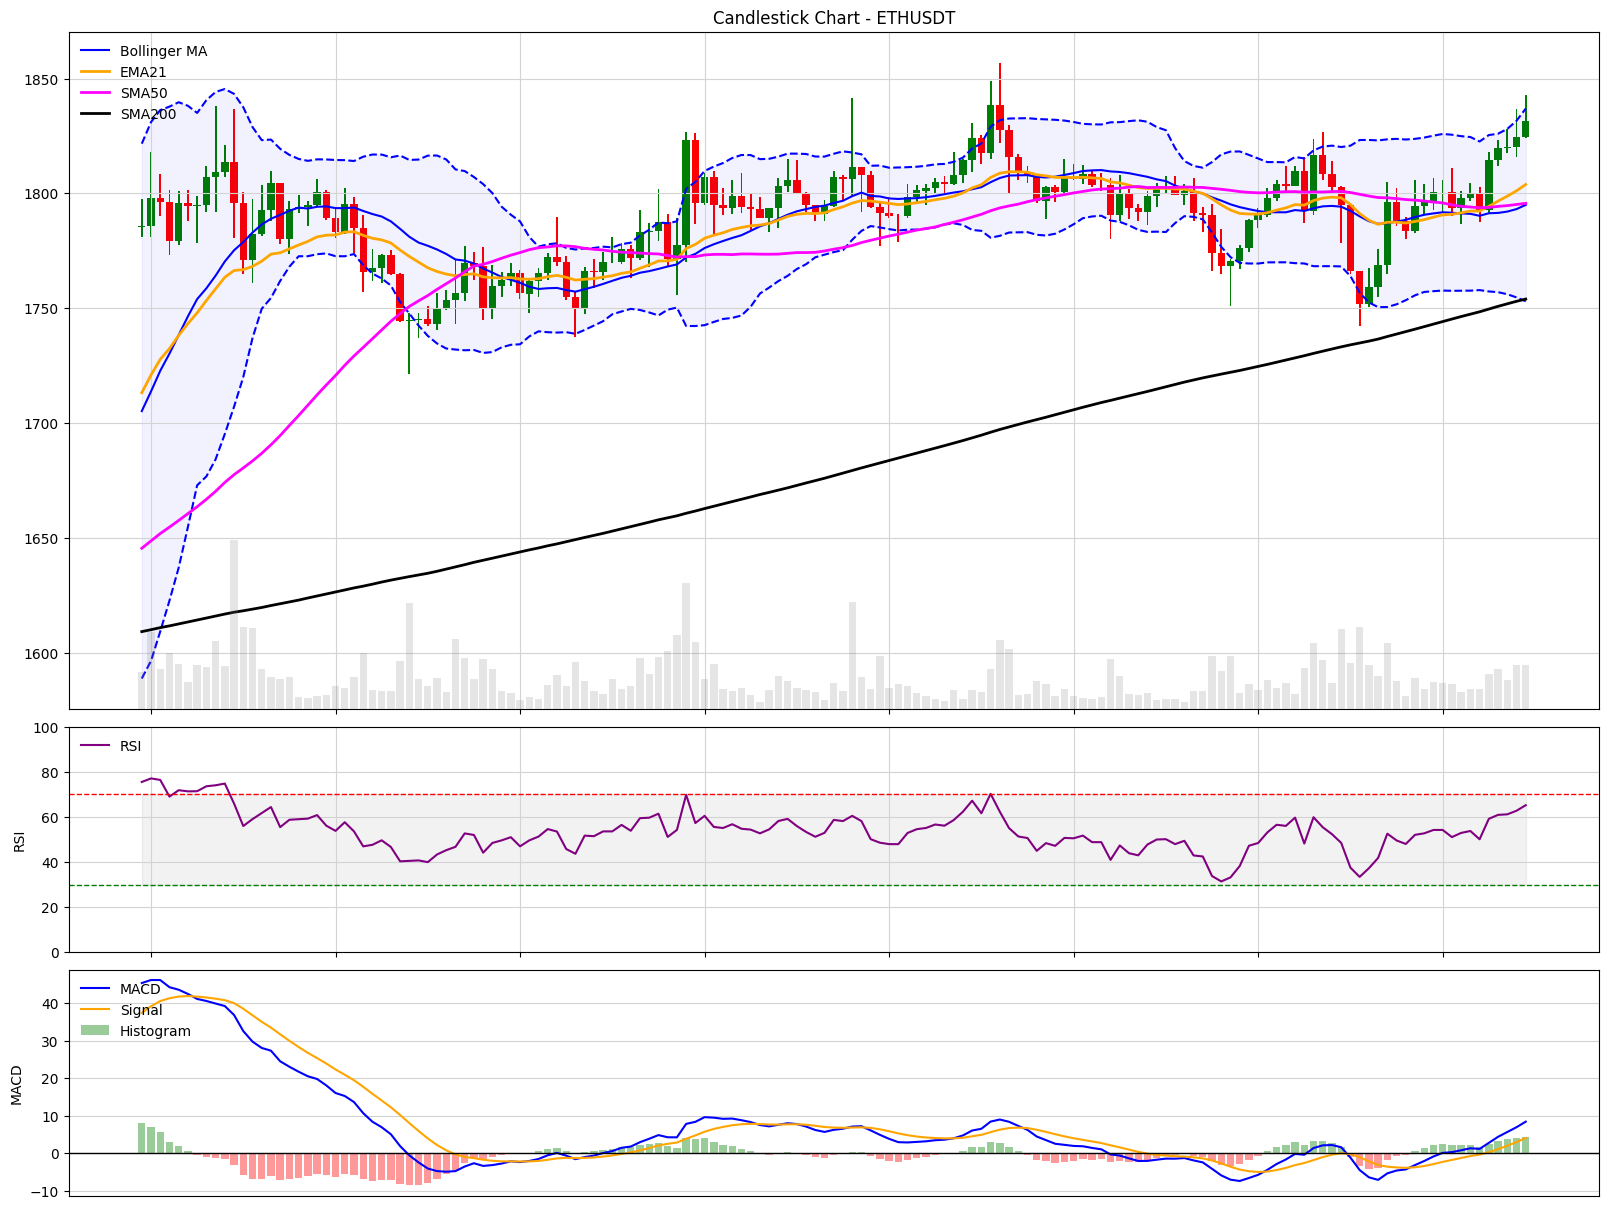 Candlestick Chart - ETHUSDT
Bollinger MA
EMA21
SMA50
SMA200
1850
1800
1750
1700
1650
1600
RSI
100
80
60
40
20
0
RSI
MACD
Signal
Histogram
40
30
20
10
0
−10
MACD